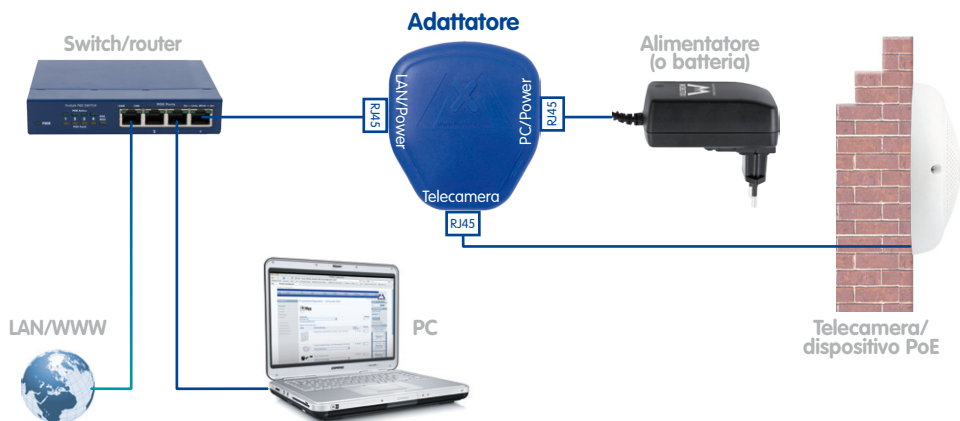 Adattatore
Switch/router
Alimentatore
(o batteria)
LAN/Power
PC/Power
Telecamera
RJ45
RJ45
RJ45
PWR
LAN/WWW
PC
Telecamera/
dispositivo PoE